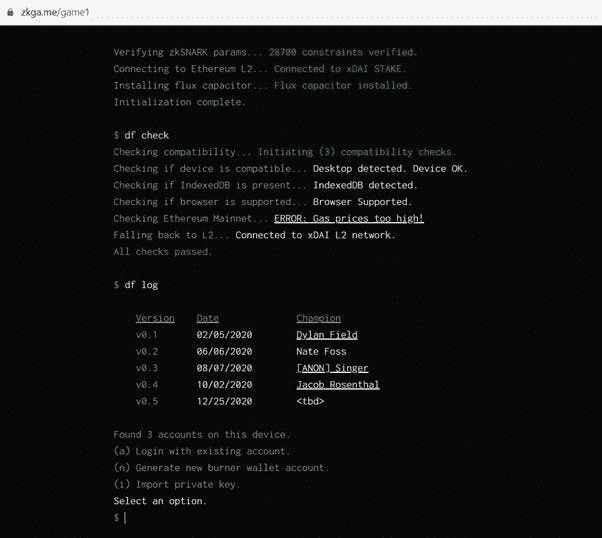 zkga.me/game1
Verifying zkSNARK params... 28700 constraints verified.
Connecting to Ethereum L2... Connected to xDAI STAKE.
Installing flux capacitor... Flux capacitor installed.
Initialization complete.
$ df check
Checking compatibility... Initiating (3) compatibility checks.
Checking if device is compatible... Desktop detected. Device OK.
Checking if IndexedDB is present... IndexedDB detected.
Checking if browser is supported... Browser Supported.
Checking Ethereum Mainnet... ERROR: Gas prices too high!
Falling back to L2... Connected to xDAI L2 network.
All checks passed.
$ df log
Version Date Champion
v0.1 02/05/2020 Dylan Field
v0.2 06/06/2020 Nate Foss
v0.3 08/07/2020 [ANON] Singer
v0.4 10/02/2020 Jacob Rosenthal
v0.5 12/25/2020 <tbd>
Found 3 accounts on this device.
(a) Login with existing account.
(n) Generate new burner wallet account.
(i) Import private key.
Select an option.
$